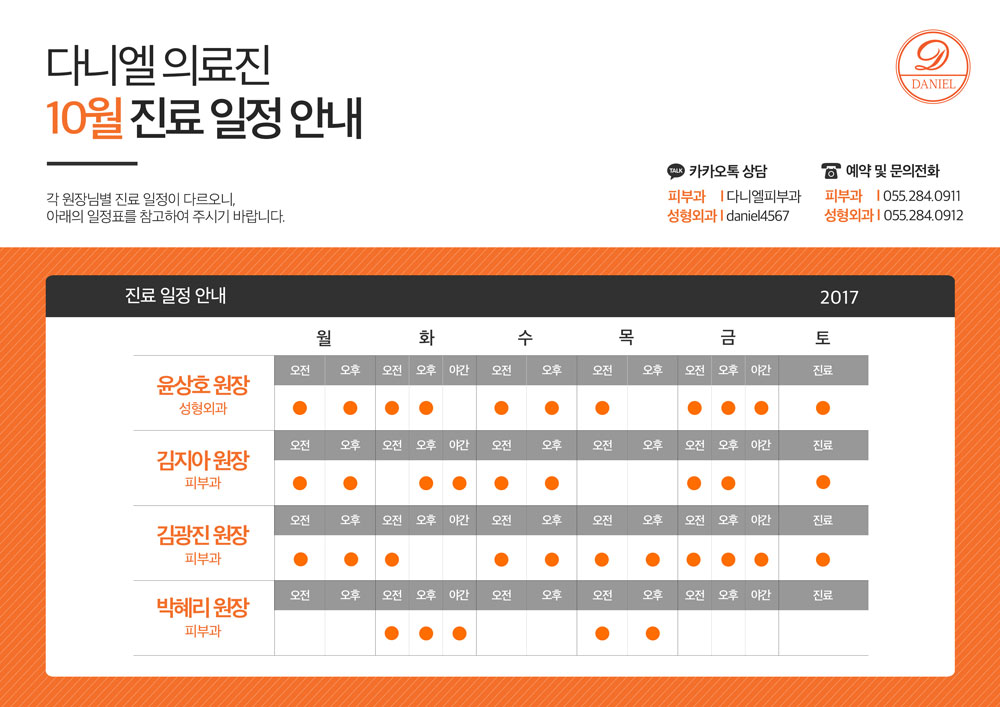 다니엘 의료진
10월 진료 일정 안내
각 원장님별 진료 일정이 다르오니,
아래의 일정표를 참고하여 주시기 바랍니다.
D
DANIEL
TALK 카카오톡 상담
피부과 | 다니엘피부과
성형외과 | daniel4567
예약 및 문의전화
피부과 | 055.284.0911
성형외과 | 055.284.0912
진료 일정 안내 2017
월 화 수 목 금 토
오전 오후 오전 오후 야간 오전 오후 오전 오후 오전 오후 야간 진료
윤상호 원장
성형외과
오전 오후 오전 오후 야간 오전 오후 오전 오후 오전 오후 야간 진료
김지아 원장
피부과
오전 오후 오전 오후 야간 오전 오후 오전 오후 오전 오후 야간 진료
김광진 원장
피부과
오전 오후 오전 오후 야간 오전 오후 오전 오후 오전 오후 야간 진료
박혜리 원장
피부과